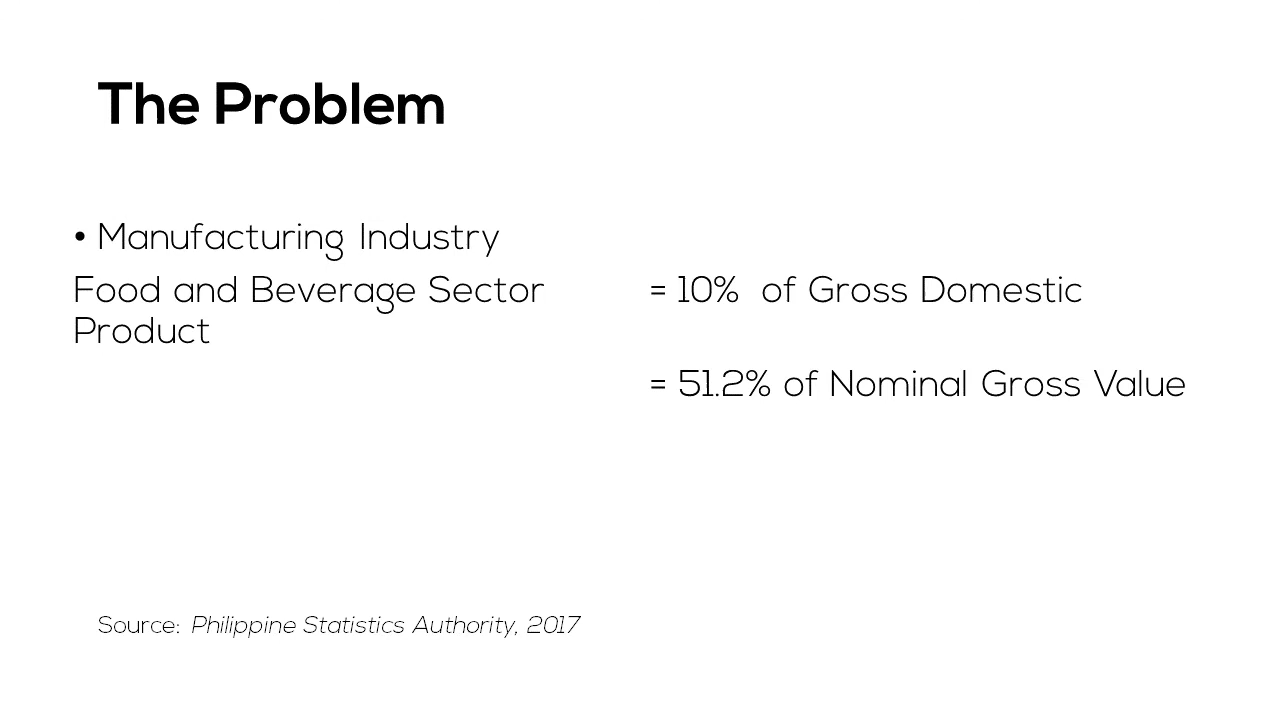 The Problem
• Manufacturing Industry
Food and Beverage Sector = 10% of Gross Domestic
Product
= 51.2% of Nominal Gross Value
Source: Philippine Statistics Authority, 2017